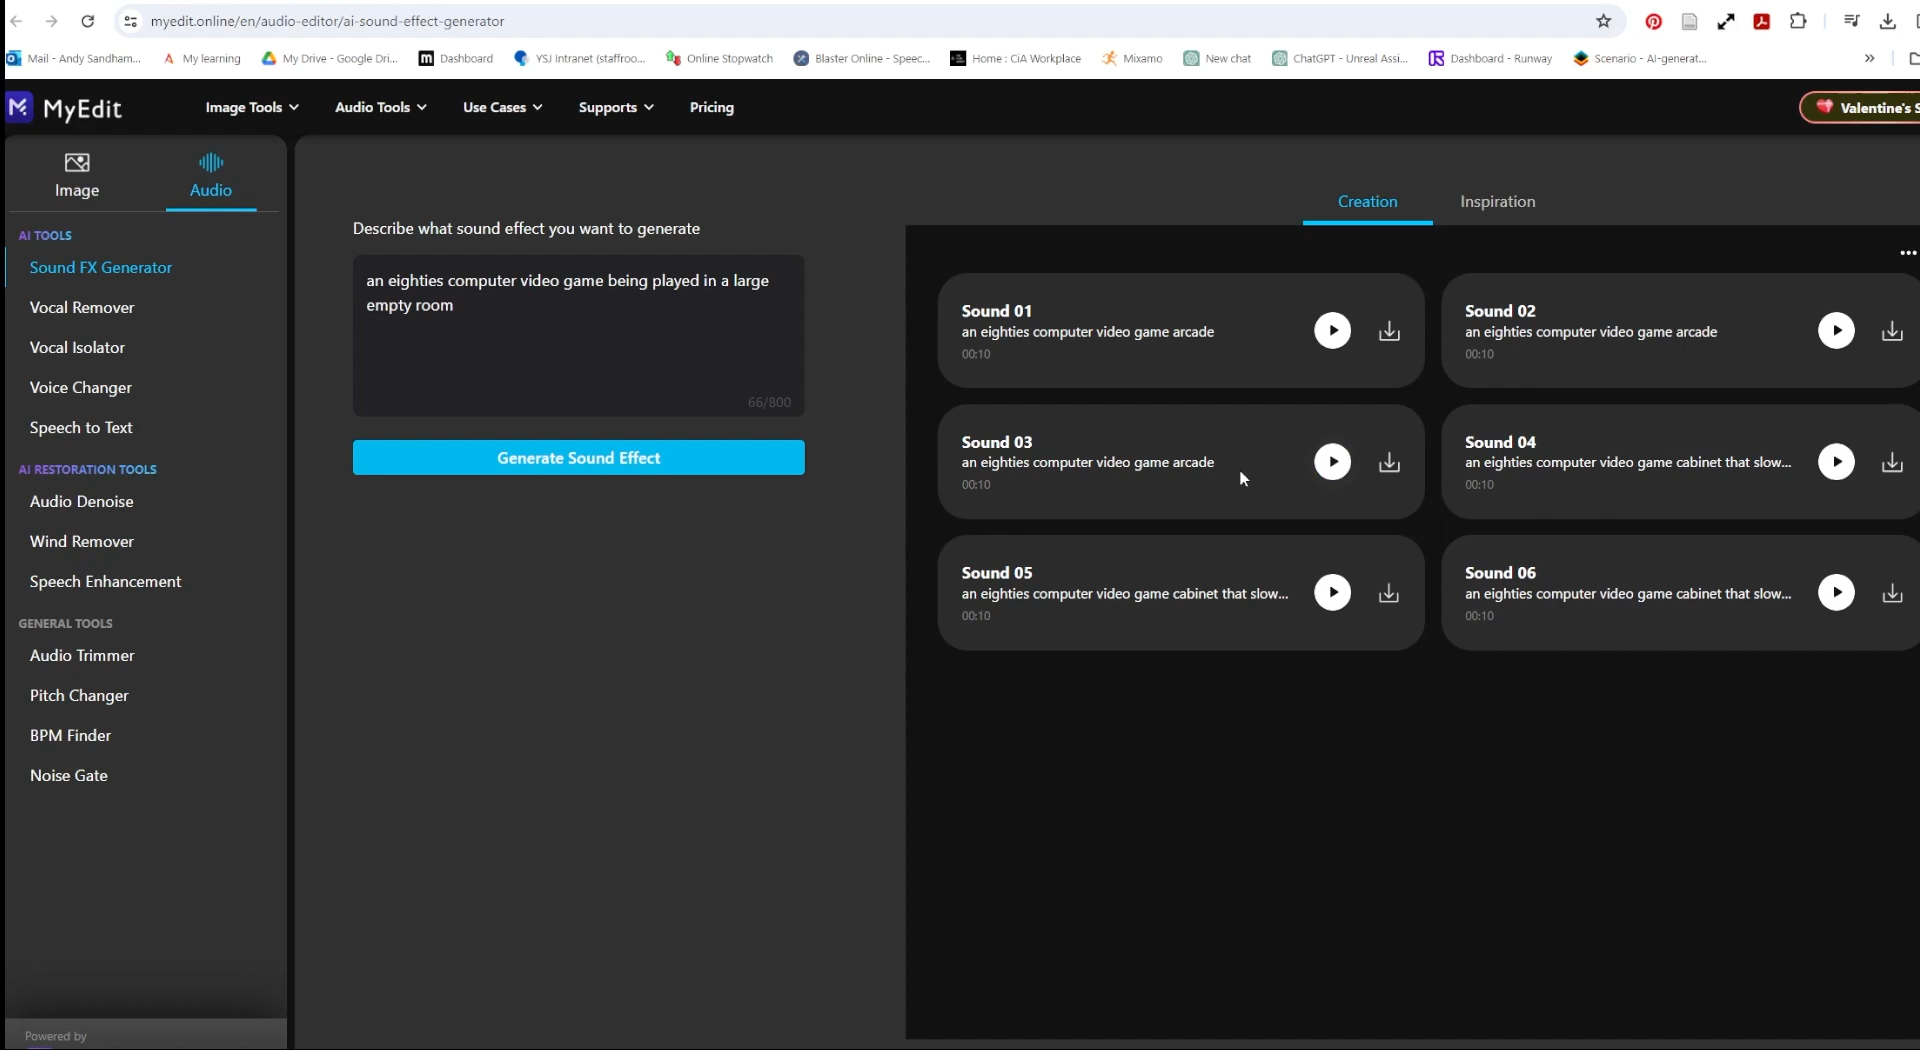 myedit.online/en/audio-editor/ai-sound-effect-generator
Mail - Andy Sandham... My learning My Drive - Google Dri... Dashboard YSJ Intranet (staffroo... Online Stopwatch Blaster Online - Speec... Home : CiA Workplace Mixamo New chat ChatGPT - Unreal Assi... Dashboard - Runway Scenario - AI-generat...
MyEdit Image Tools Audio Tools Use Cases Supports Pricing Valentine's S
Image Audio
Creation Inspiration
AI TOOLS
Sound FX Generator
Vocal Remover
Vocal Isolator
Voice Changer
Speech to Text
AI RESTORATION TOOLS
Audio Denoise
Wind Remover
Speech Enhancement
GENERAL TOOLS
Audio Trimmer
Pitch Changer
BPM Finder
Noise Gate
Powered by
Describe what sound effect you want to generate
an eighties computer video game being played in a large
empty room
66/800
Generate Sound Effect
Sound 01
an eighties computer video game arcade
00:10
Sound 02
an eighties computer video game arcade
00:10
Sound 03
an eighties computer video game arcade
00:10
Sound 04
an eighties computer video game cabinet that slow...
00:10
Sound 05
an eighties computer video game cabinet that slow...
00:10
Sound 06
an eighties computer video game cabinet that slow...
00:10